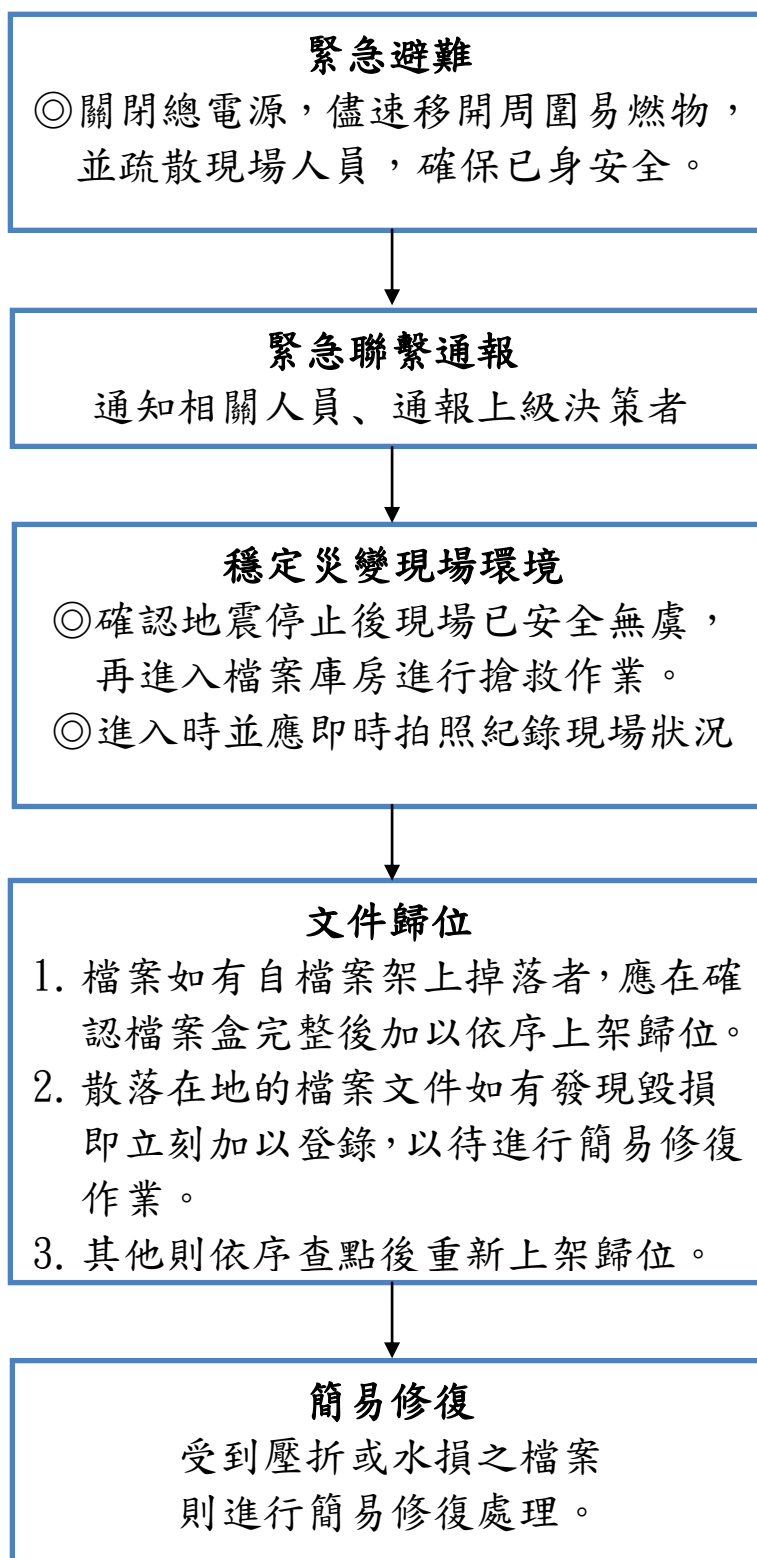 緊急避難
◎關閉總電源，儘速移開周圍易燃物，
並疏散現場人員，確保已身安全。
緊急聯繫通報
通知相關人員、通報上級決策者
穩定災變現場環境
◎確認地震停止後現場已安全無虞，
再進入檔案庫房進行搶救作業。
◎進入時並應即時拍照紀錄現場狀況
文件歸位
1. 檔案如有自檔案架上掉落者，應在確
認檔案盒完整後加以依序上架歸位。
2. 散落在地的檔案文件如有發現毀損
即立刻加以登錄，以待進行簡易修復
作業。
3. 其他則依序查點後重新上架歸位。
簡易修復
受到壓折或水損之檔案
則進行簡易修復處理。